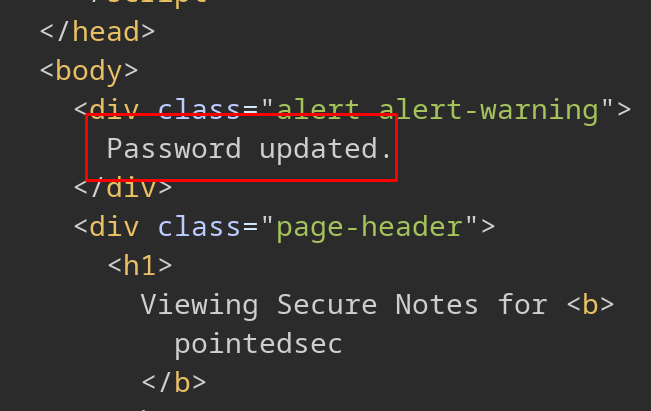 </head>
<body>
<div class="alert alert-warning">
Password updated.
</div>
<div class="page-header">
<h1>
Viewing Secure Notes for <b>
pointedsec
</b>